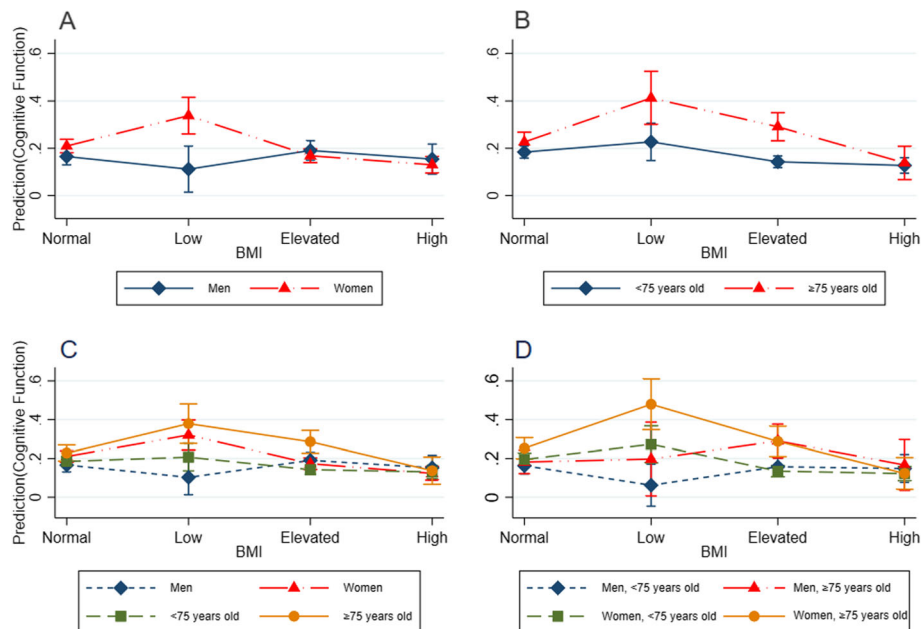 A
Prediction(Cognitive Function)
.6
.4
.2
0
Normal Low Elevated High
BMI
Men Women
B
.6
.4
.2
0
Normal Low Elevated High
BMI
<75 years old ≥75 years old
C
Prediction(Cognitive Function)
.6
.4
.2
0
Normal Low Elevated High
BMI
Men Women
<75 years old ≥75 years old
D
.6
.4
.2
0
Normal Low Elevated High
BMI
Men, <75 years old Men, ≥75 years old
Women, <75 years old Women, ≥75 years old